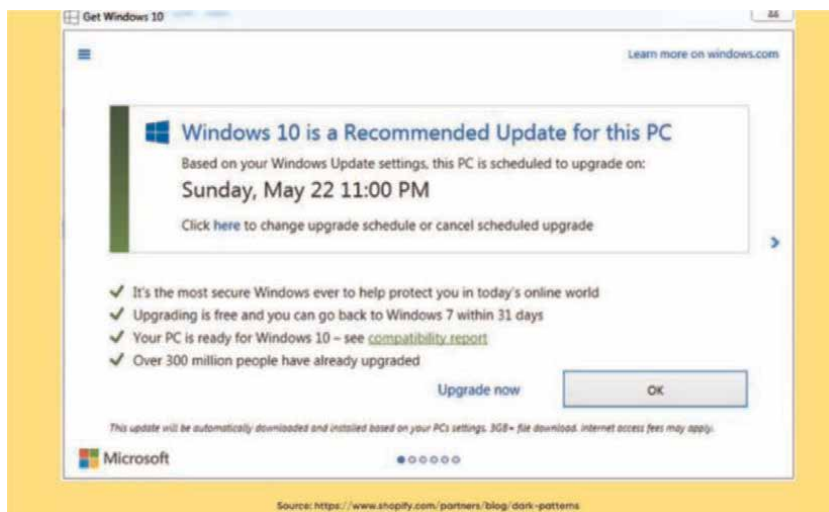 Get Windows 10
Learn more on windows.com
Windows 10 is a Recommended Update for this PC
Based on your Windows Update settings, this PC is scheduled to upgrade on:
Sunday, May 22 11:00 PM
Click here to change upgrade schedule or cancel scheduled upgrade
It's the most secure Windows ever to help protect you in today's online world
Upgrading is free and you can go back to Windows 7 within 31 days
Your PC is ready for Windows 10 – see compatibility report
Over 300 million people have already upgraded
Upgrade now OK
This update will be automatically downloaded and installed based on your PCs settings. 3GB+ file download. internet access fees may apply.
Microsoft
Source: https://www.shopify.com/partners/blog/dark-patterns